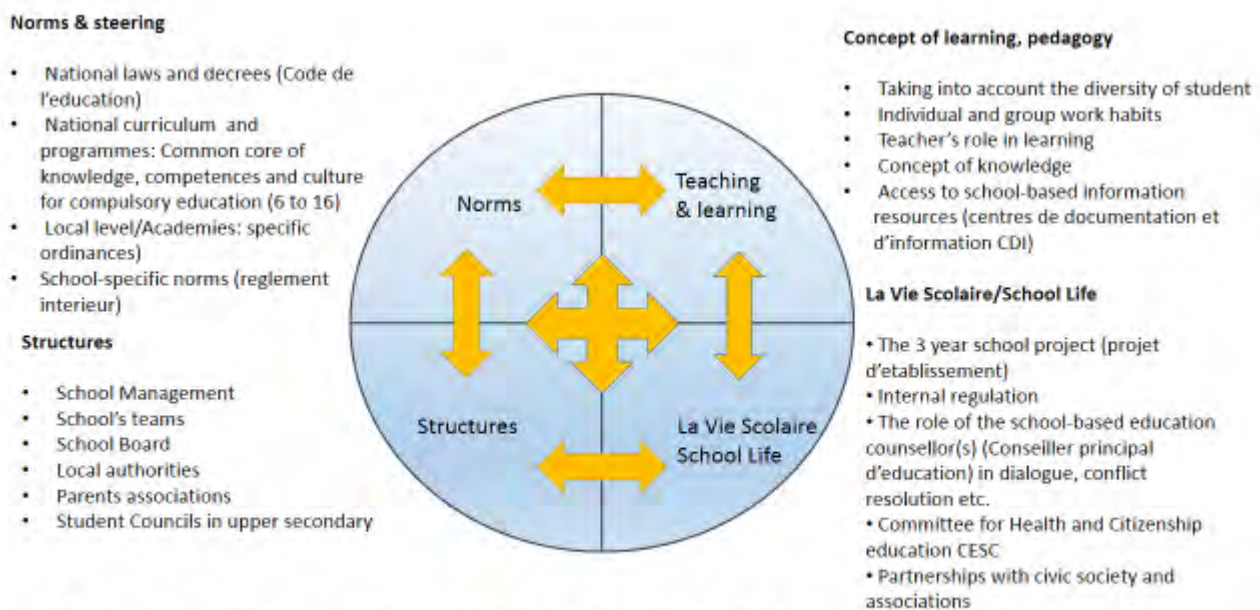 Norms & steering
• National laws and decrees (Code de
l'education)
• National curriculum and
programmes: Common core of
knowledge, competences and culture
for compulsory education (6 to 16)
• Local level/Academies: specific
ordinances)
• School-specific norms (reglement
interieur)
Structures
• School Management
• School's teams
• School Board
• Local authorities
• Parents associations
• Student Councils in upper secondary
Norms
Teaching
& learning
Structures
La Vie Scolaire
School Life
Concept of learning, pedagogy
• Taking into account the diversity of student
• Individual and group work habits
• Teacher's role in learning
• Concept of knowledge
• Access to school-based information
resources (centres de documentation et
d'information CDI)
La Vie Scolaire/School Life
• The 3 year school project (projet
d'etablissement)
• Internal regulation
• The role of the school-based education
counsellor(s) (Conseiller principal
d'education) in dialogue, conflict
resolution etc.
• Committee for Health and Citizenship
education CESC
• Partnerships with civic society and
associations